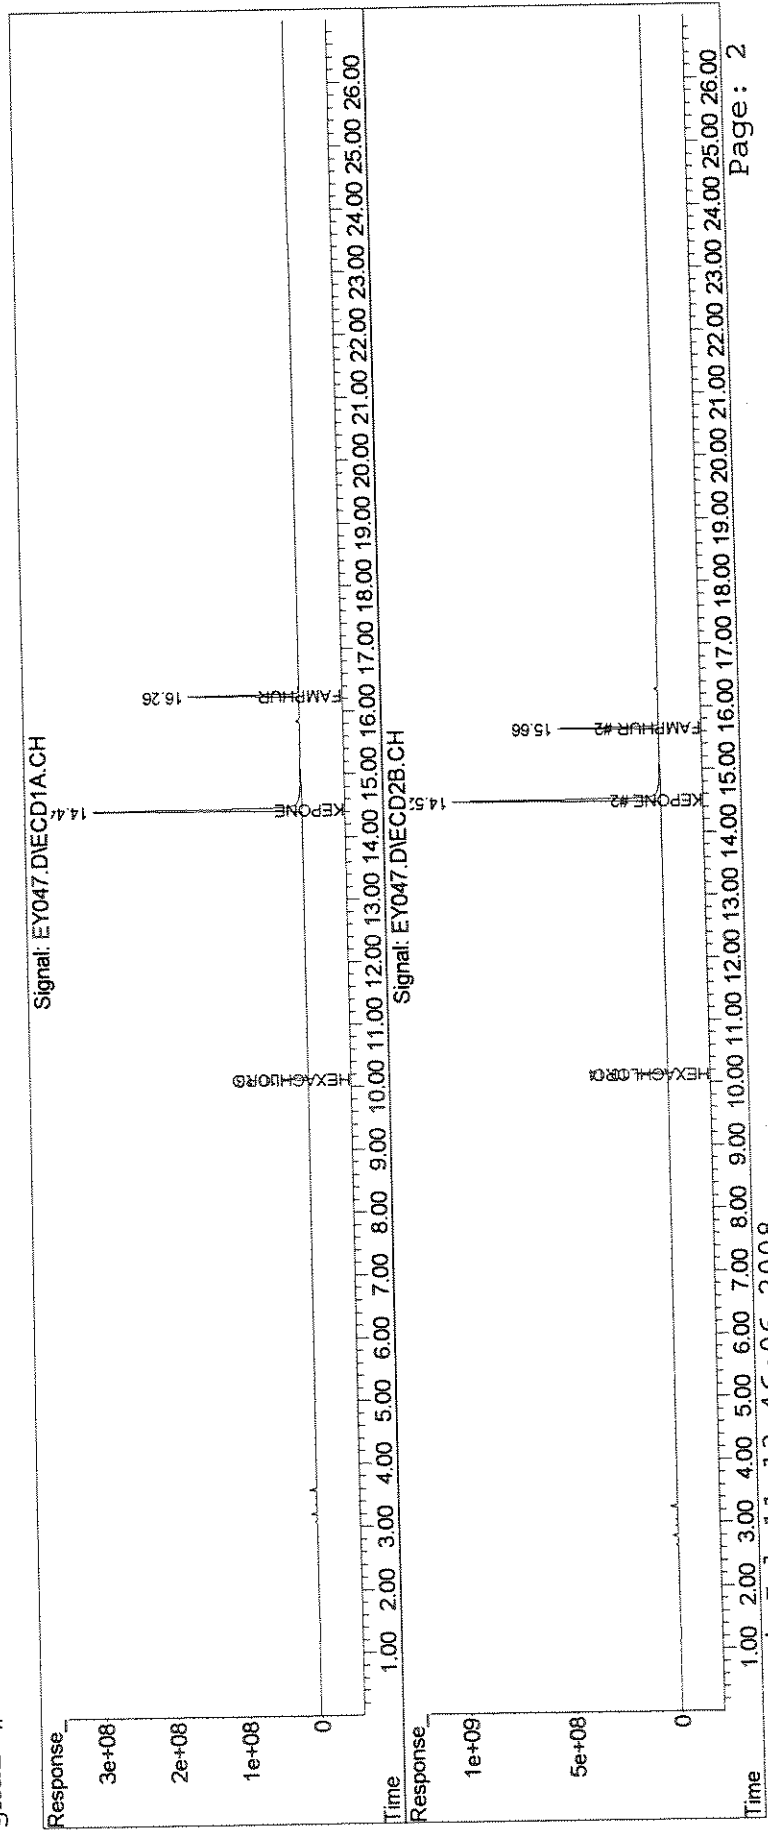 Response_
Signal: EY047.D\ECD1A.CH
3e+08
2e+08
1e+08
0
14.44
16.26
KEPONE
FAMPHUR
Time
1.00 2.00 3.00 4.00 5.00 6.00 7.00 8.00 9.00 10.00 11.00 12.00 13.00 14.00 15.00 16.00 17.00 18.00 19.00 20.00 21.00 22.00 23.00 24.00 25.00 26.00
Response_
Signal: EY047.D\ECD2B.CH
1e+09
5e+08
0
14.52
15.66
KEPONE #2
FAMPHUR #2
Time
1.00 2.00 3.00 4.00 5.00 6.00 7.00 8.00 9.00 10.00 11.00 12.00 13.00 14.00 15.00 16.00 17.00 18.00 19.00 20.00 21.00 22.00 23.00 24.00 25.00 26.00
Page: 2